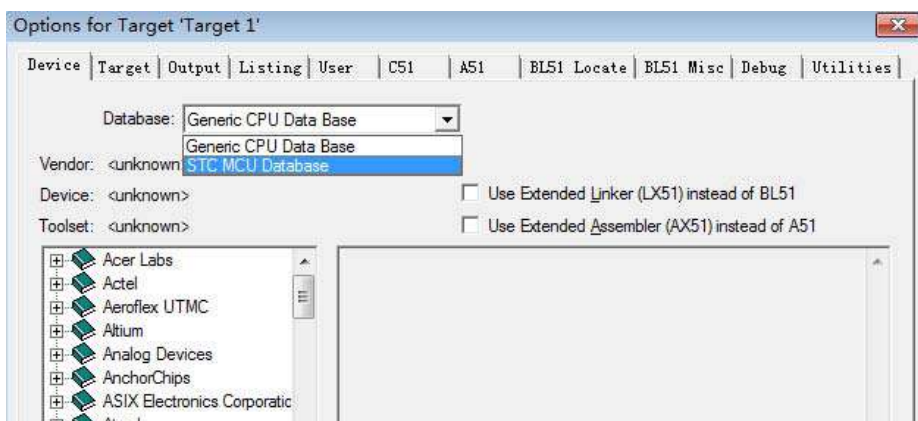 Options for Target 'Target 1'
Device Target Output Listing User C51 A51 BL51 Locate BL51 Misc Debug Utilities
Database: Generic CPU Data Base
Generic CPU Data Base
Vendor: <unknown STC MCU Database
Device: <unknown> Use Extended Linker (LX51) instead of BL51
Toolset: <unknown> Use Extended Assembler (AX51) instead of A51
Acer Labs
Actel
Aeroflex UTMC
Altium
Analog Devices
AnchorChips
ASIX Electronics Corporatic